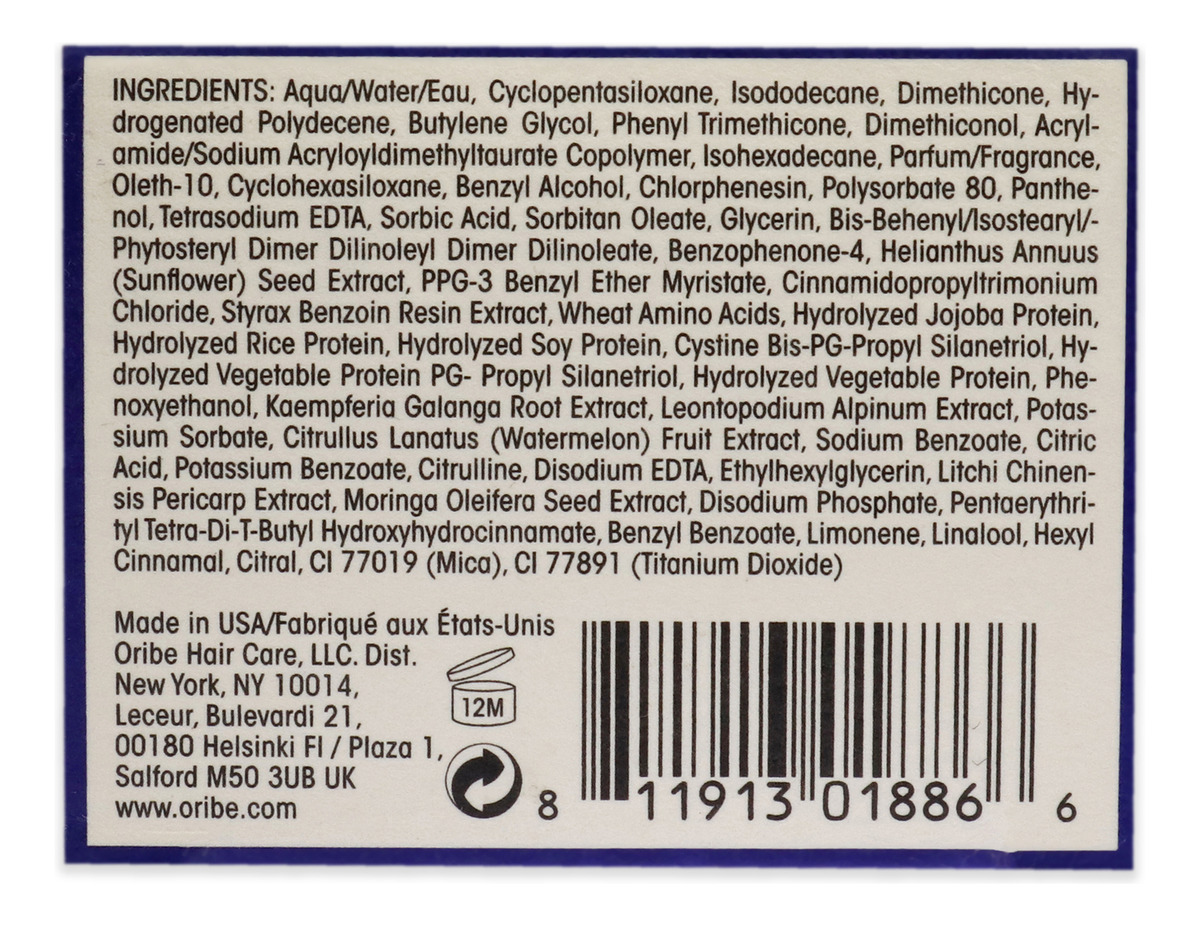 INGREDIENTS: Aqua/Water/Eau, Cyclopentasiloxane, Isododecane, Dimethicone, Hy-
drogenated Polydecene, Butylene Glycol, Phenyl Trimethicone, Dimethiconol, Acryl-
amide/Sodium Acryloyldimethyltaurate Copolymer, Isohexadecane, Parfum/Fragrance,
Oleth-10, Cyclohexasiloxane, Benzyl Alcohol, Chlorphenesin, Polysorbate 80, Panthe-
nol, Tetrasodium EDTA, Sorbic Acid, Sorbitan Oleate, Glycerin, Bis-Behenyl/Isostearyl/-
Phytosteryl Dimer Dilinoleyl Dimer Dilinoleate, Benzophenone-4, Helianthus Annuus
(Sunflower) Seed Extract, PPG-3 Benzyl Ether Myristate, Cinnamidopropyltrimonium
Chloride, Styrax Benzoin Resin Extract, Wheat Amino Acids, Hydrolyzed Jojoba Protein,
Hydrolyzed Rice Protein, Hydrolyzed Soy Protein, Cystine Bis-PG-Propyl Silanetriol, Hy-
drolyzed Vegetable Protein PG- Propyl Silanetriol, Hydrolyzed Vegetable Protein, Phe-
noxyethanol, Kaempferia Galanga Root Extract, Leontopodium Alpinum Extract, Potas-
sium Sorbate, Citrullus Lanatus (Watermelon) Fruit Extract, Sodium Benzoate, Citric
Acid, Potassium Benzoate, Citrulline, Disodium EDTA, Ethylhexylglycerin, Litchi Chinen-
sis Pericarp Extract, Moringa Oleifera Seed Extract, Disodium Phosphate, Pentaerythri-
tyl Tetra-Di-T-Butyl Hydroxyhydrocinnamate, Benzyl Benzoate, Limonene, Linalool, Hexyl
Cinnamal, Citral, CI 77019 (Mica), CI 77891 (Titanium Dioxide)
Made in USA/Fabriqué aux États-Unis
Oribe Hair Care, LLC. Dist.
New York, NY 10014,
Leceur, Bulevardi 21,
00180 Helsinki FI / Plaza 1,
Salford M50 3UB UK
www.oribe.com
12M
8 11913 01886 6